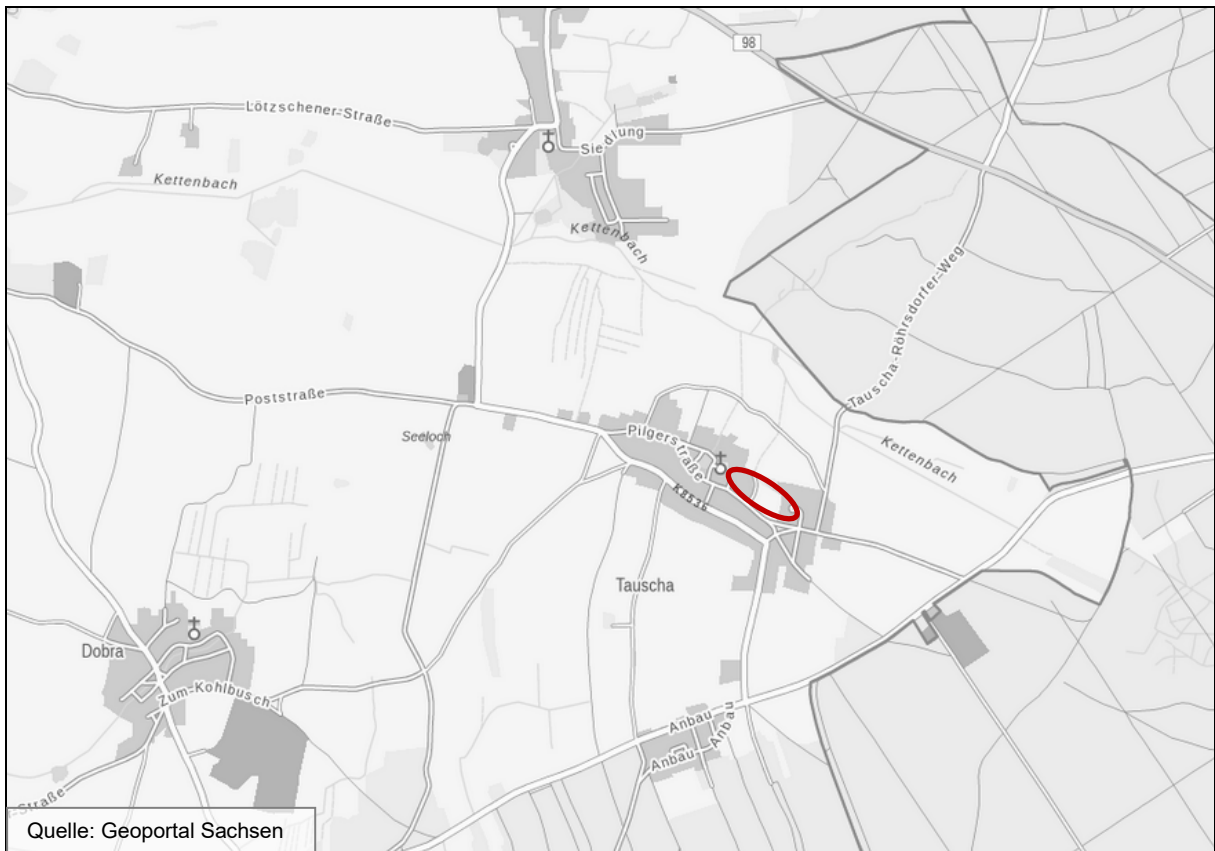 98
Lötzschener-Straße
Siedlung
Kettenbach
Kettenbach
Tauscha-Röhrsdorfer-Weg
Poststraße
Seeloch
Pilgerstraße
Kettenbach
K8536
Tauscha
Dobra
Zum-Kohlbusch
Anbau
Anbau
Anbau
-Straße
Quelle: Geoportal Sachsen